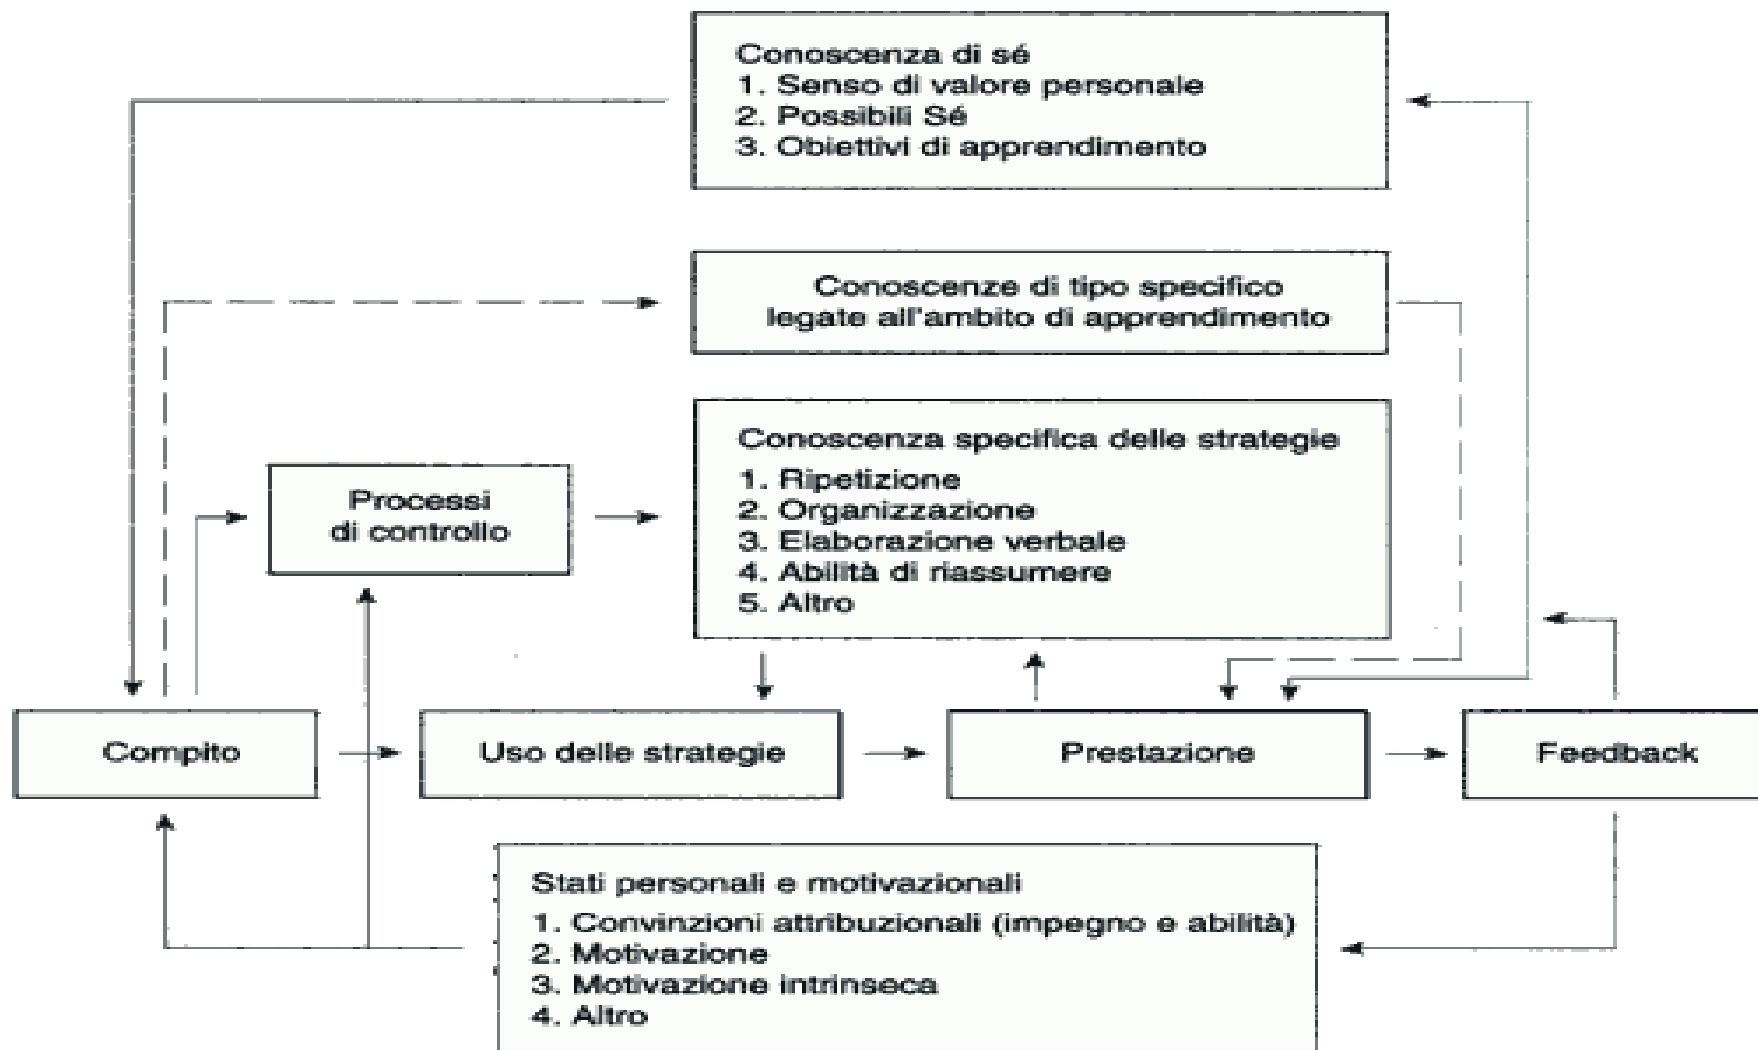 Conoscenza di sé
1. Senso di valore personale
2. Possibili Sé
3. Obiettivi di apprendimento
Conoscenze di tipo specifico
legate all'ambito di apprendimento
Conoscenza specifica delle strategie
1. Ripetizione
2. Organizzazione
3. Elaborazione verbale
4. Abilità di riassumere
5. Altro
Processi
di controllo
Compito
Uso delle strategie
Prestazione
Feedback
Stati personali e motivazionali
1. Convinzioni attribuzionali (impegno e abilità)
2. Motivazione
3. Motivazione intrinseca
4. Altro